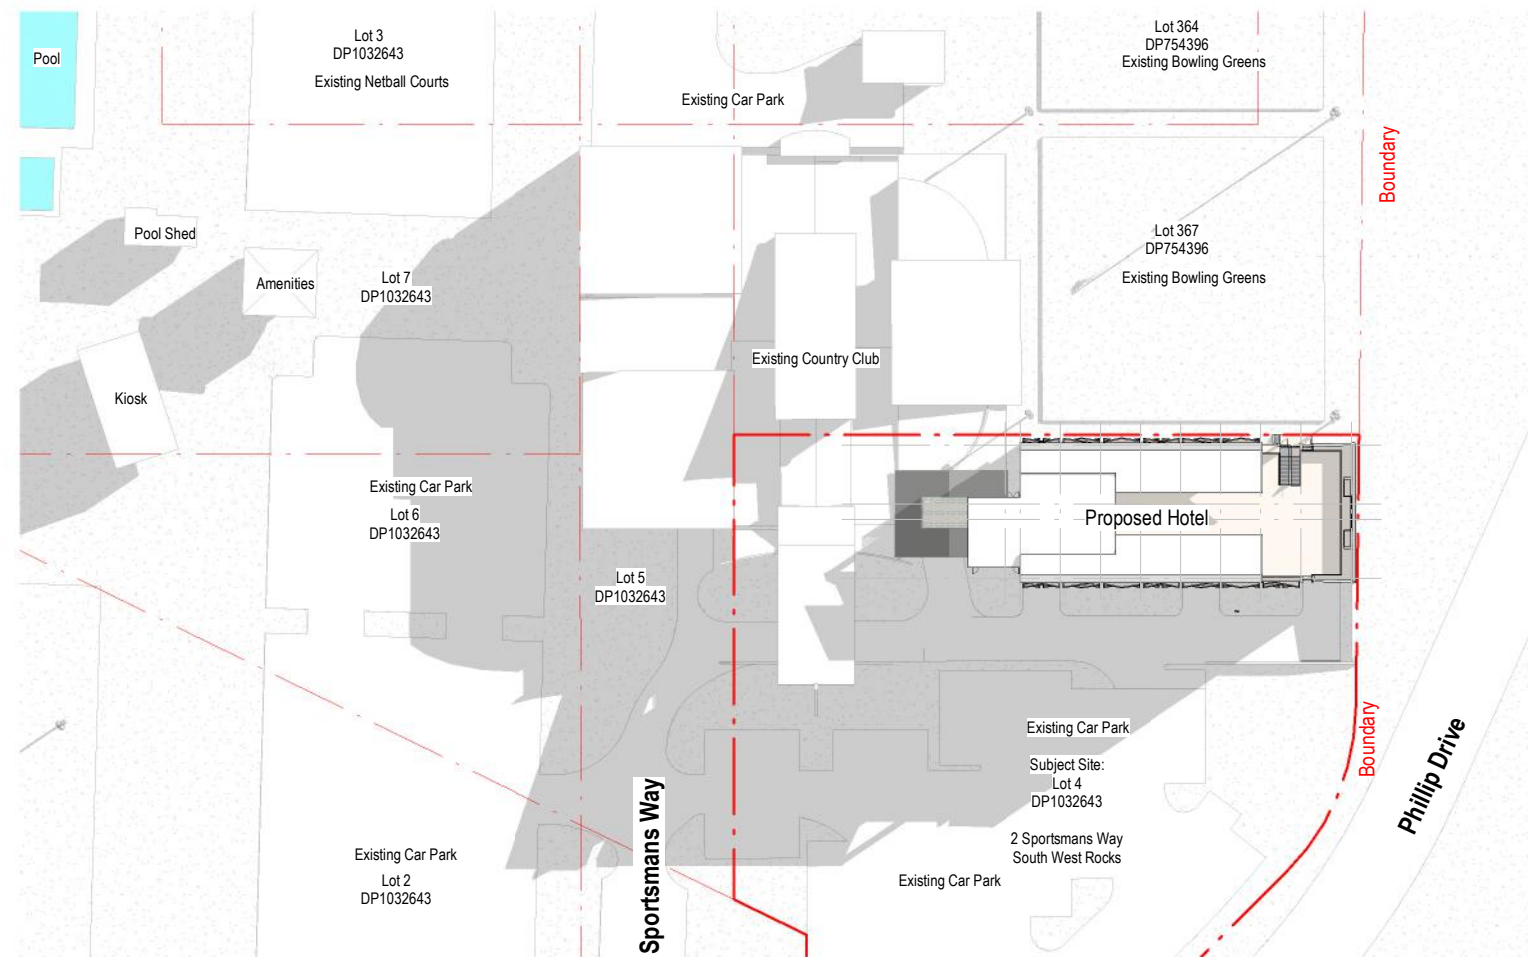 Pool
Lot 3
DP1032643
Existing Netball Courts
Existing Car Park
Lot 364
DP754396
Existing Bowling Greens
Boundary
Pool Shed
Amenities
Lot 7
DP1032643
Lot 367
DP754396
Existing Bowling Greens
Existing Country Club
Kiosk
Existing Car Park
Lot 6
DP1032643
Proposed Hotel
Lot 5
DP1032643
Existing Car Park
Subject Site:
Lot 4
DP1032643
2 Sportsmans Way
South West Rocks
Existing Car Park
Boundary
Phillip Drive
Sportsmans Way
Existing Car Park
Lot 2
DP1032643